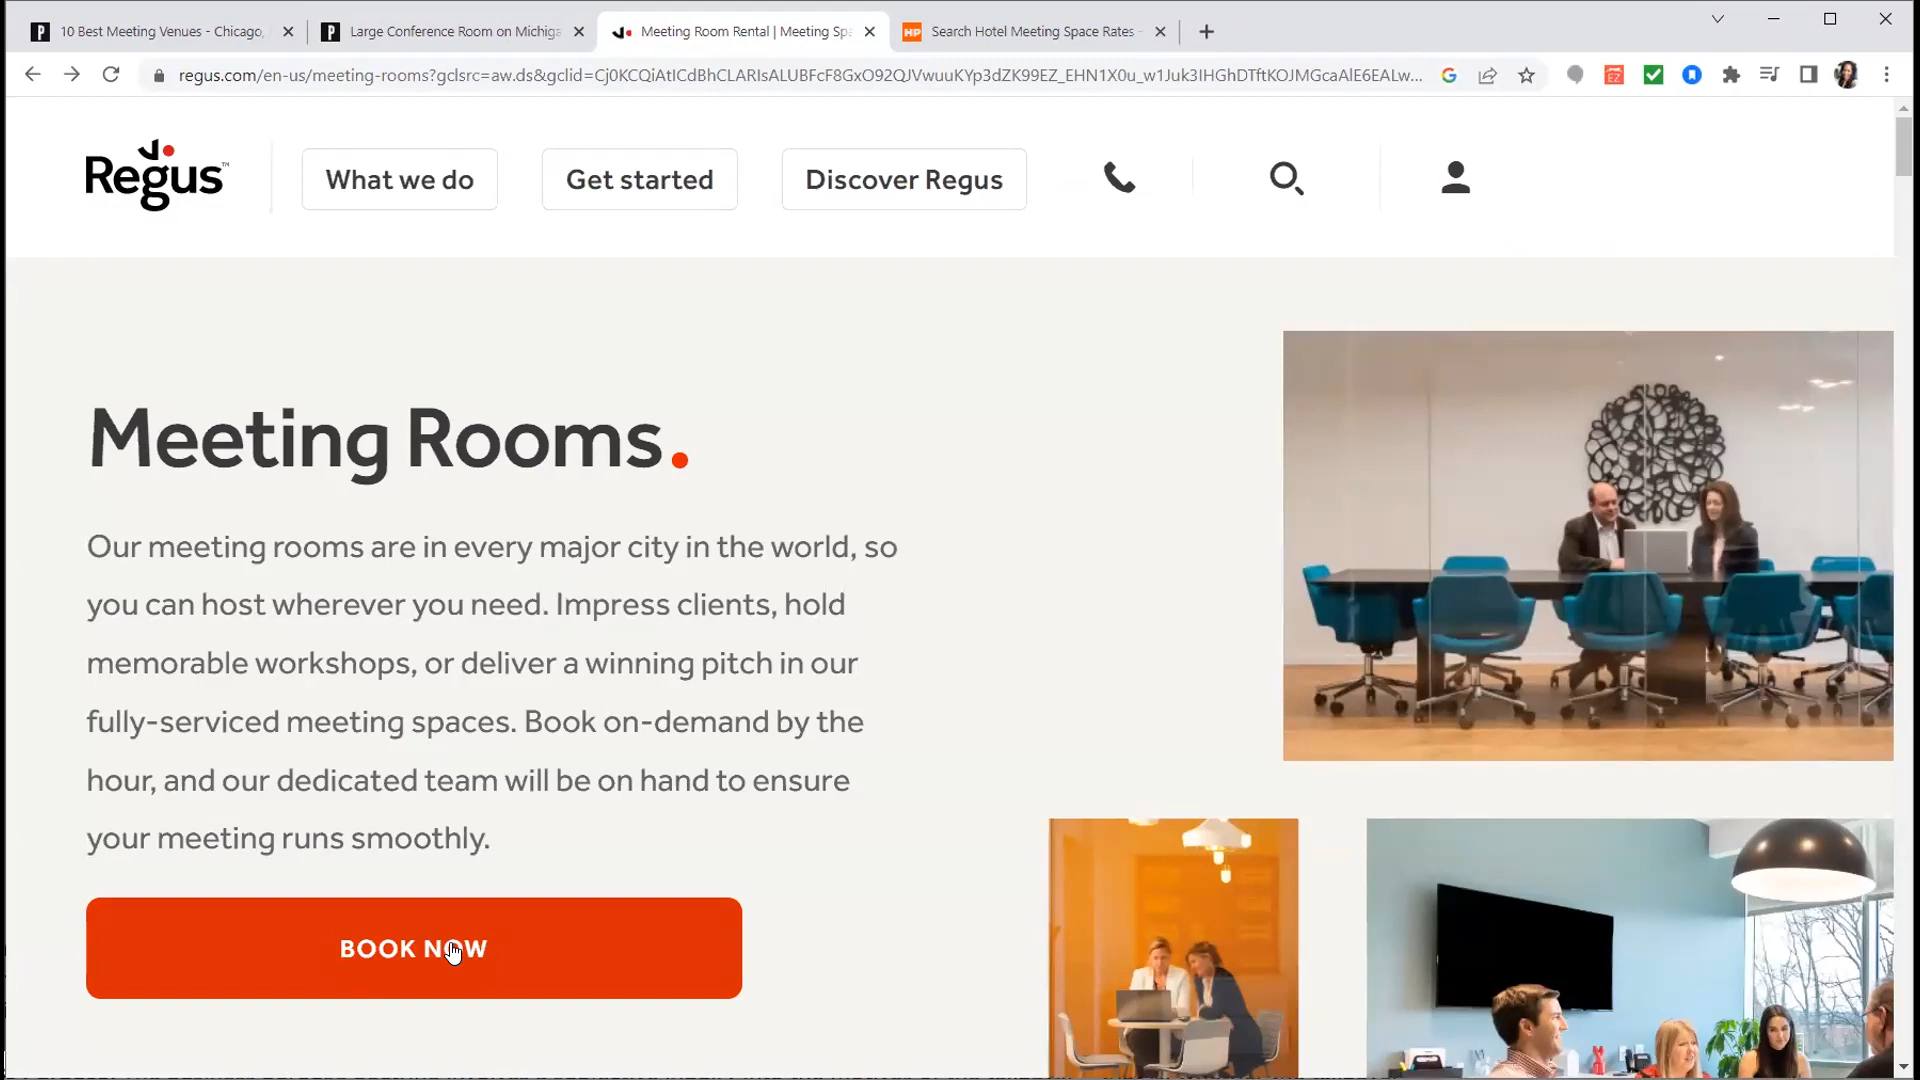 10 Best Meeting Venues - Chicago,
Large Conference Room on Michiga
Meeting Room Rental | Meeting Spa
HP
Search Hotel Meeting Space Rates -
regus.com/en-us/meeting-rooms?gclsrc=aw.ds&gclid=Cj0KCQiAtICdBhCLARIsALUBFcF8GxO92QJVwuuKYp3dZK99EZ_EHN1X0u_w1Juk3IHGhDTftKOJMGcaAlE6EALw...
Regus™
What we do
Get started
Discover Regus
Meeting Rooms.
Our meeting rooms are in every major city in the world, so
you can host wherever you need. Impress clients, hold
memorable workshops, or deliver a winning pitch in our
fully-serviced meeting spaces. Book on-demand by the
hour, and our dedicated team will be on hand to ensure
your meeting runs smoothly.
BOOK NOW